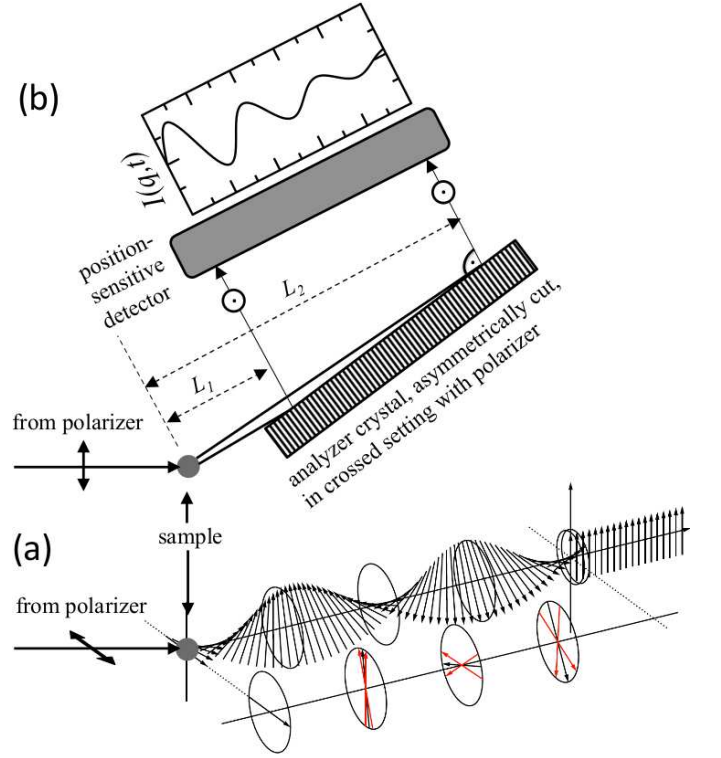 (b)
I(q,t)
position-
sensitive
detector
L2
L1
from polarizer
analyzer crystal, asymmetrically cut,
in crossed setting with polarizer
sample
(a)
from polarizer